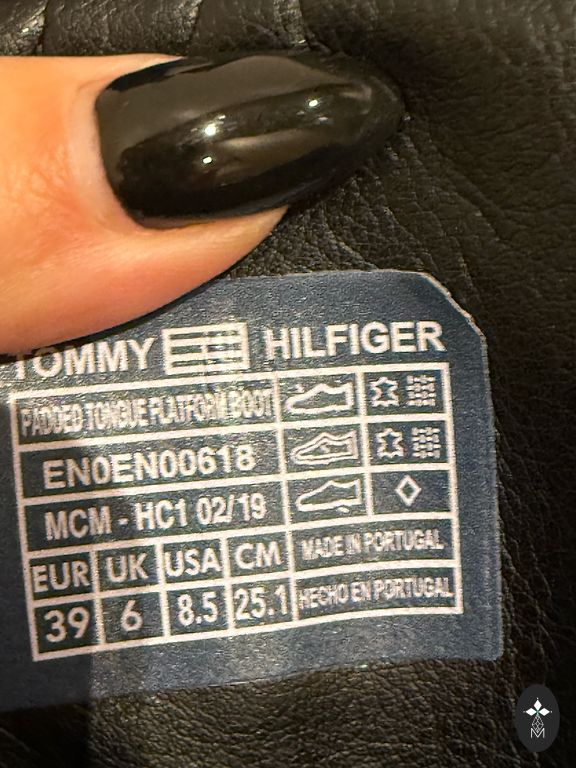 TOMMY HILFIGER
PADDED TONGUE PLATFORM BOOT
EN0EN00618
MCM - HC1 02/19
EUR UK USA CM MADE IN PORTUGAL
39 6 8.5 25.1 HECHO EN PORTUGAL
M